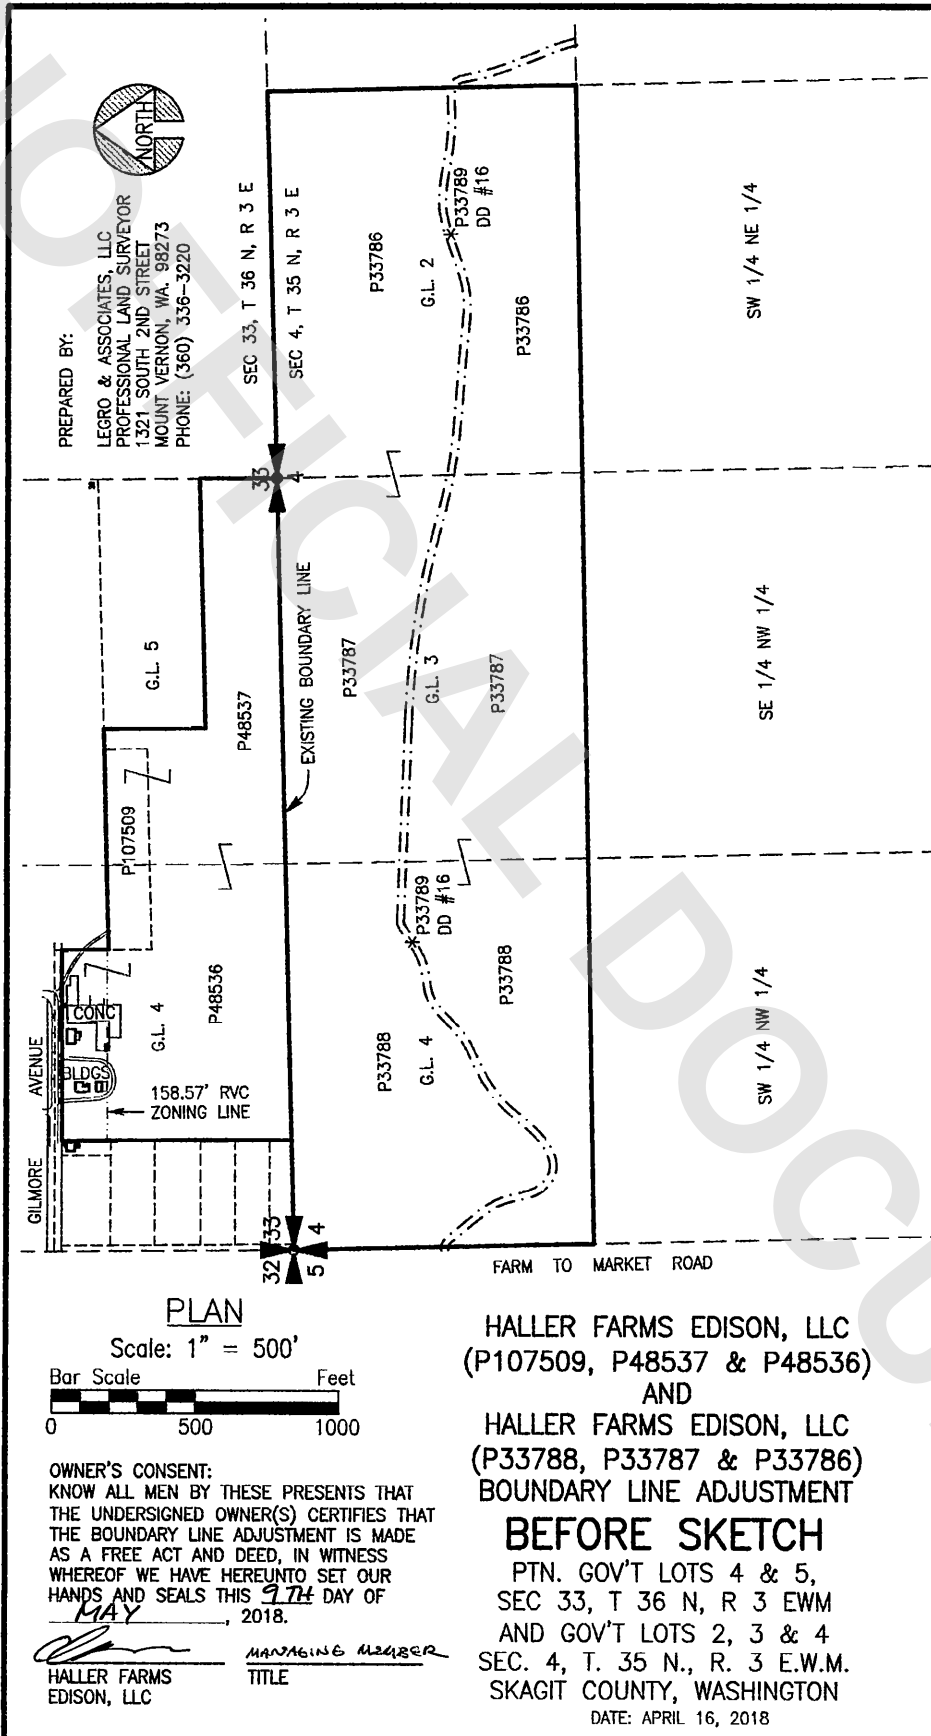 NORTH
PREPARED BY:
LEGRO & ASSOCIATES, LLC
PROFESSIONAL LAND SURVEYOR
1321 SOUTH 2ND STREET
MOUNT VERNON, WA. 98273
PHONE: (360) 336-3220
SEC 33, T 36 N, R 3 E
SEC 4, T 35 N, R 3 E
P33786
G.L. 2
P33789
DD #16
P33786
SW 1/4 NE 1/4
33
4
G.L. 5
P48537
EXISTING BOUNDARY LINE
P33787
G.L. 3
P33787
SE 1/4 NW 1/4
P107509
P33789
DD #16
GILMORE AVENUE
CONC
BLDGS
G.L. 4
P48536
158.57' RVC
ZONING LINE
P33788
G.L. 4
P33788
SW 1/4 NW 1/4
32 33
5 4
FARM TO MARKET ROAD
PLAN
Scale: 1" = 500'
Bar Scale Feet
0 500 1000
OWNER'S CONSENT:
KNOW ALL MEN BY THESE PRESENTS THAT
THE UNDERSIGNED OWNER(S) CERTIFIES THAT
THE BOUNDARY LINE ADJUSTMENT IS MADE
AS A FREE ACT AND DEED, IN WITNESS
WHEREOF WE HAVE HEREUNTO SET OUR
HANDS AND SEALS THIS 9TH DAY OF
MAY, 2018.
MANAGING MEMBER
HALLER FARMS TITLE
EDISON, LLC
HALLER FARMS EDISON, LLC
(P107509, P48537 & P48536)
AND
HALLER FARMS EDISON, LLC
(P33788, P33787 & P33786)
BOUNDARY LINE ADJUSTMENT
BEFORE SKETCH
PTN. GOV'T LOTS 4 & 5,
SEC 33, T 36 N, R 3 EWM
AND GOV'T LOTS 2, 3 & 4
SEC. 4, T. 35 N., R. 3 E.W.M.
SKAGIT COUNTY, WASHINGTON
DATE: APRIL 16, 2018
OFFICIAL DOCU